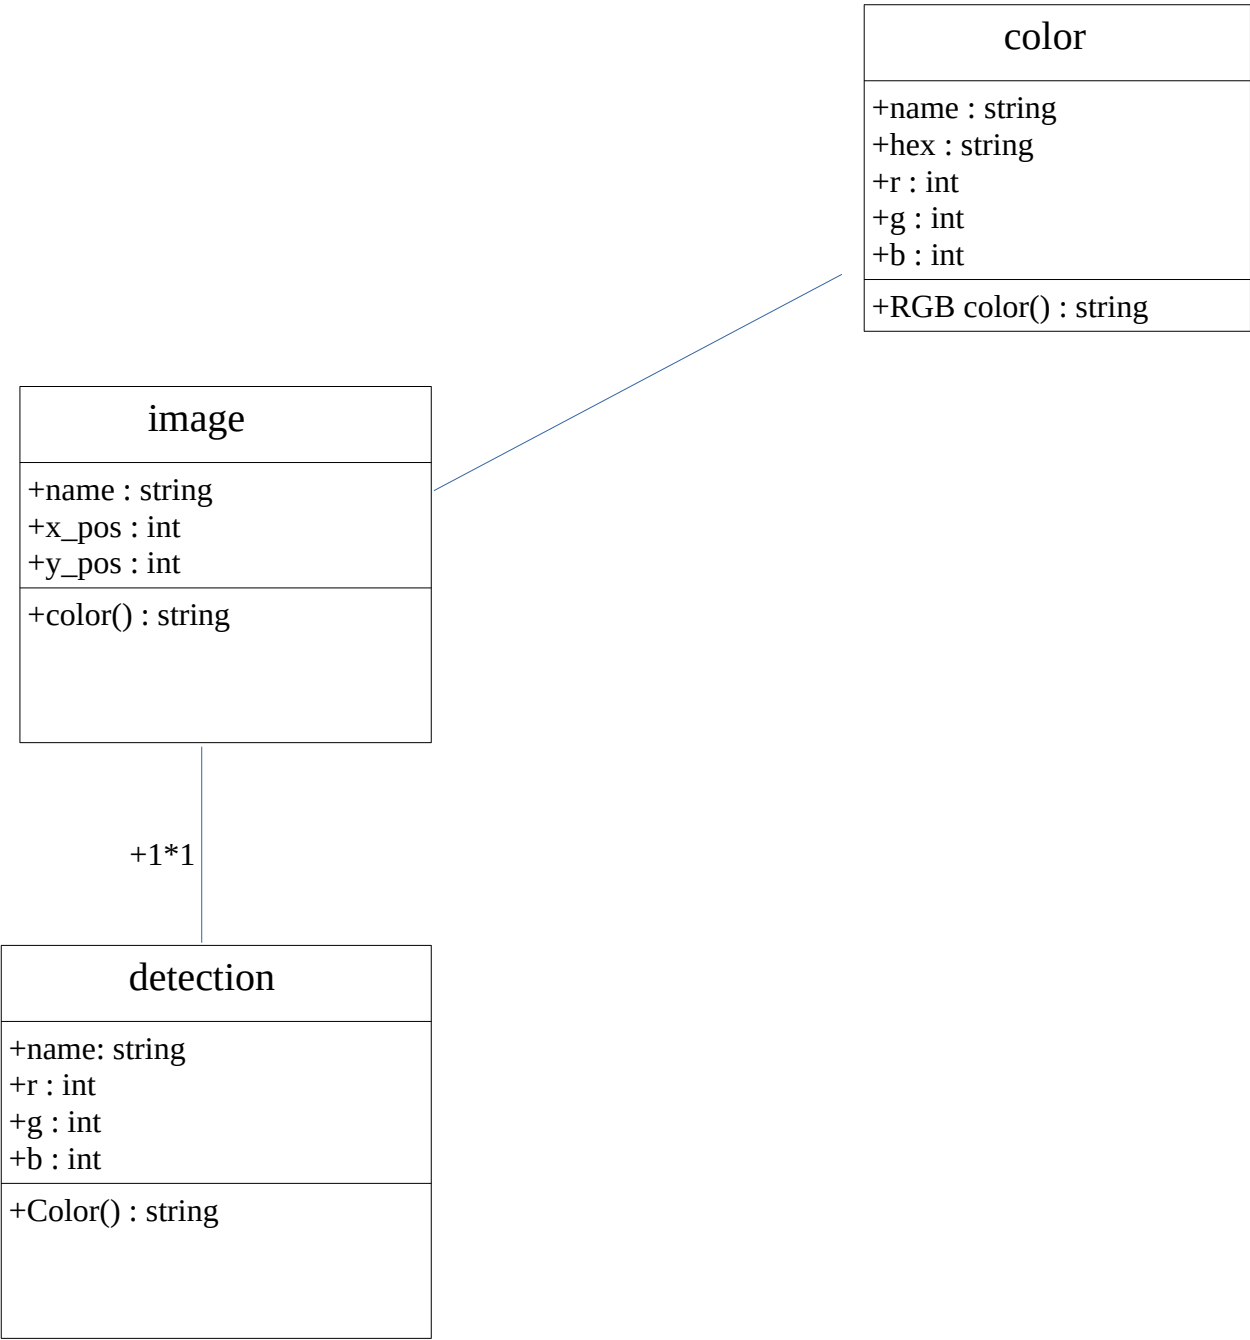 color
+name : string
+hex : string
+r : int
+g : int
+b : int
+RGB color() : string
image
+name : string
+x_pos : int
+y_pos : int
+color() : string
+1*1
detection
+name: string
+r : int
+g : int
+b : int
+Color() : string